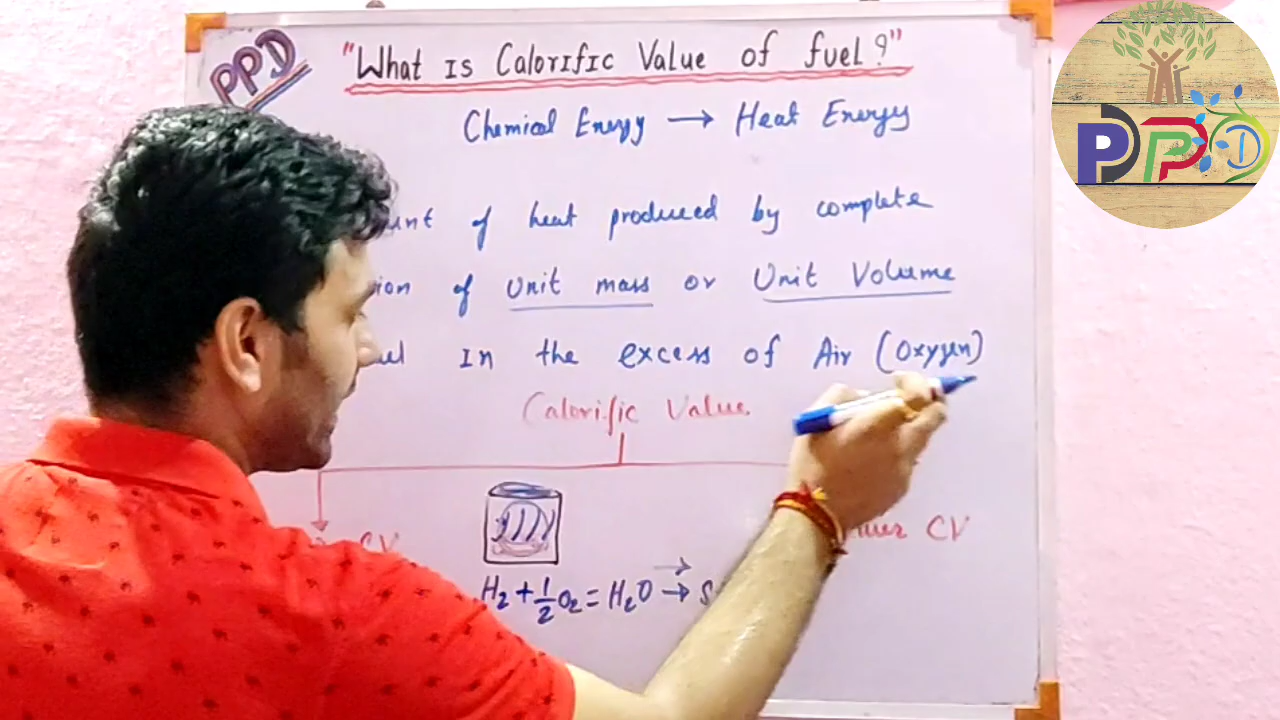 PPD
"What Is Calorific Value of fuel?"
PPD
Chemical Energy → Heat Energy
of heat produced by complete
of Unit mass or Unit Volume
In the excess of Air (Oxygen)
Calorific Value
CV
CV
H₂ + 1/2 O₂ = H₂O →